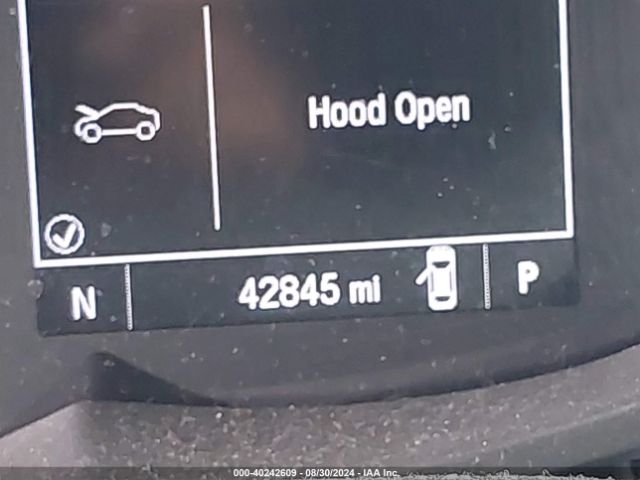 Hood Open
N 42845 mi P
000-40242609 - 08/30/2024 - IAA Inc.